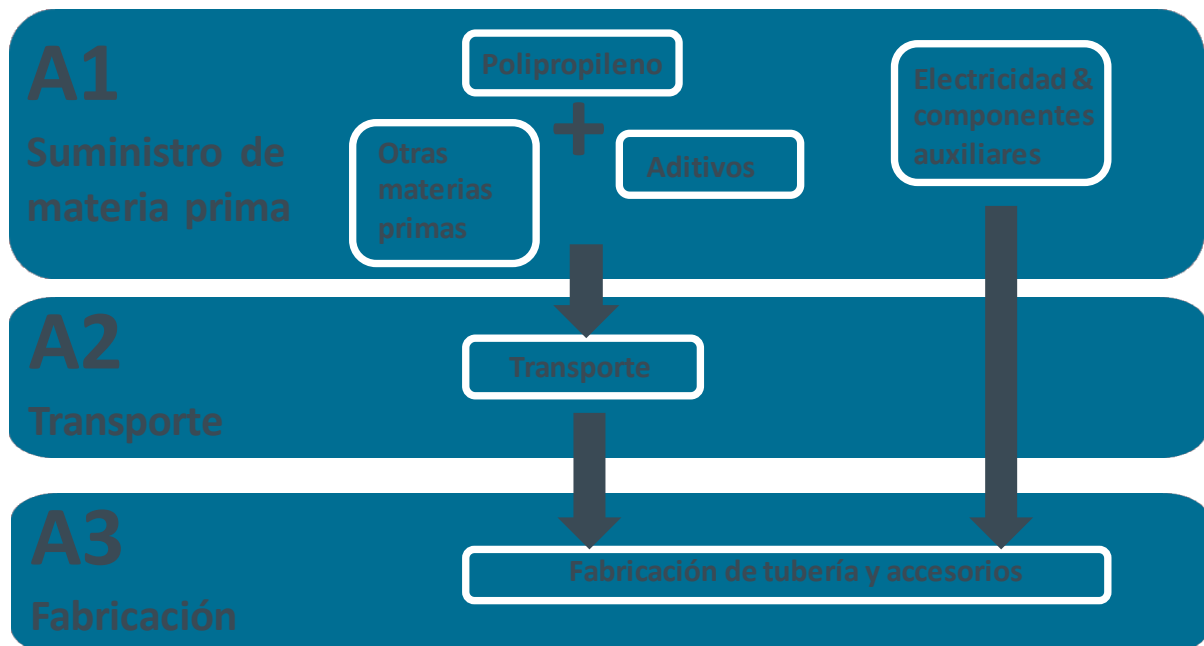 A1
Suministro de
materia prima
Polipropileno
+
Otras
materias
primas
Aditivos
Electricidad &
componentes
auxiliares
A2
Transporte
Transporte
A3
Fabricación
Fabricación de tubería y accesorios